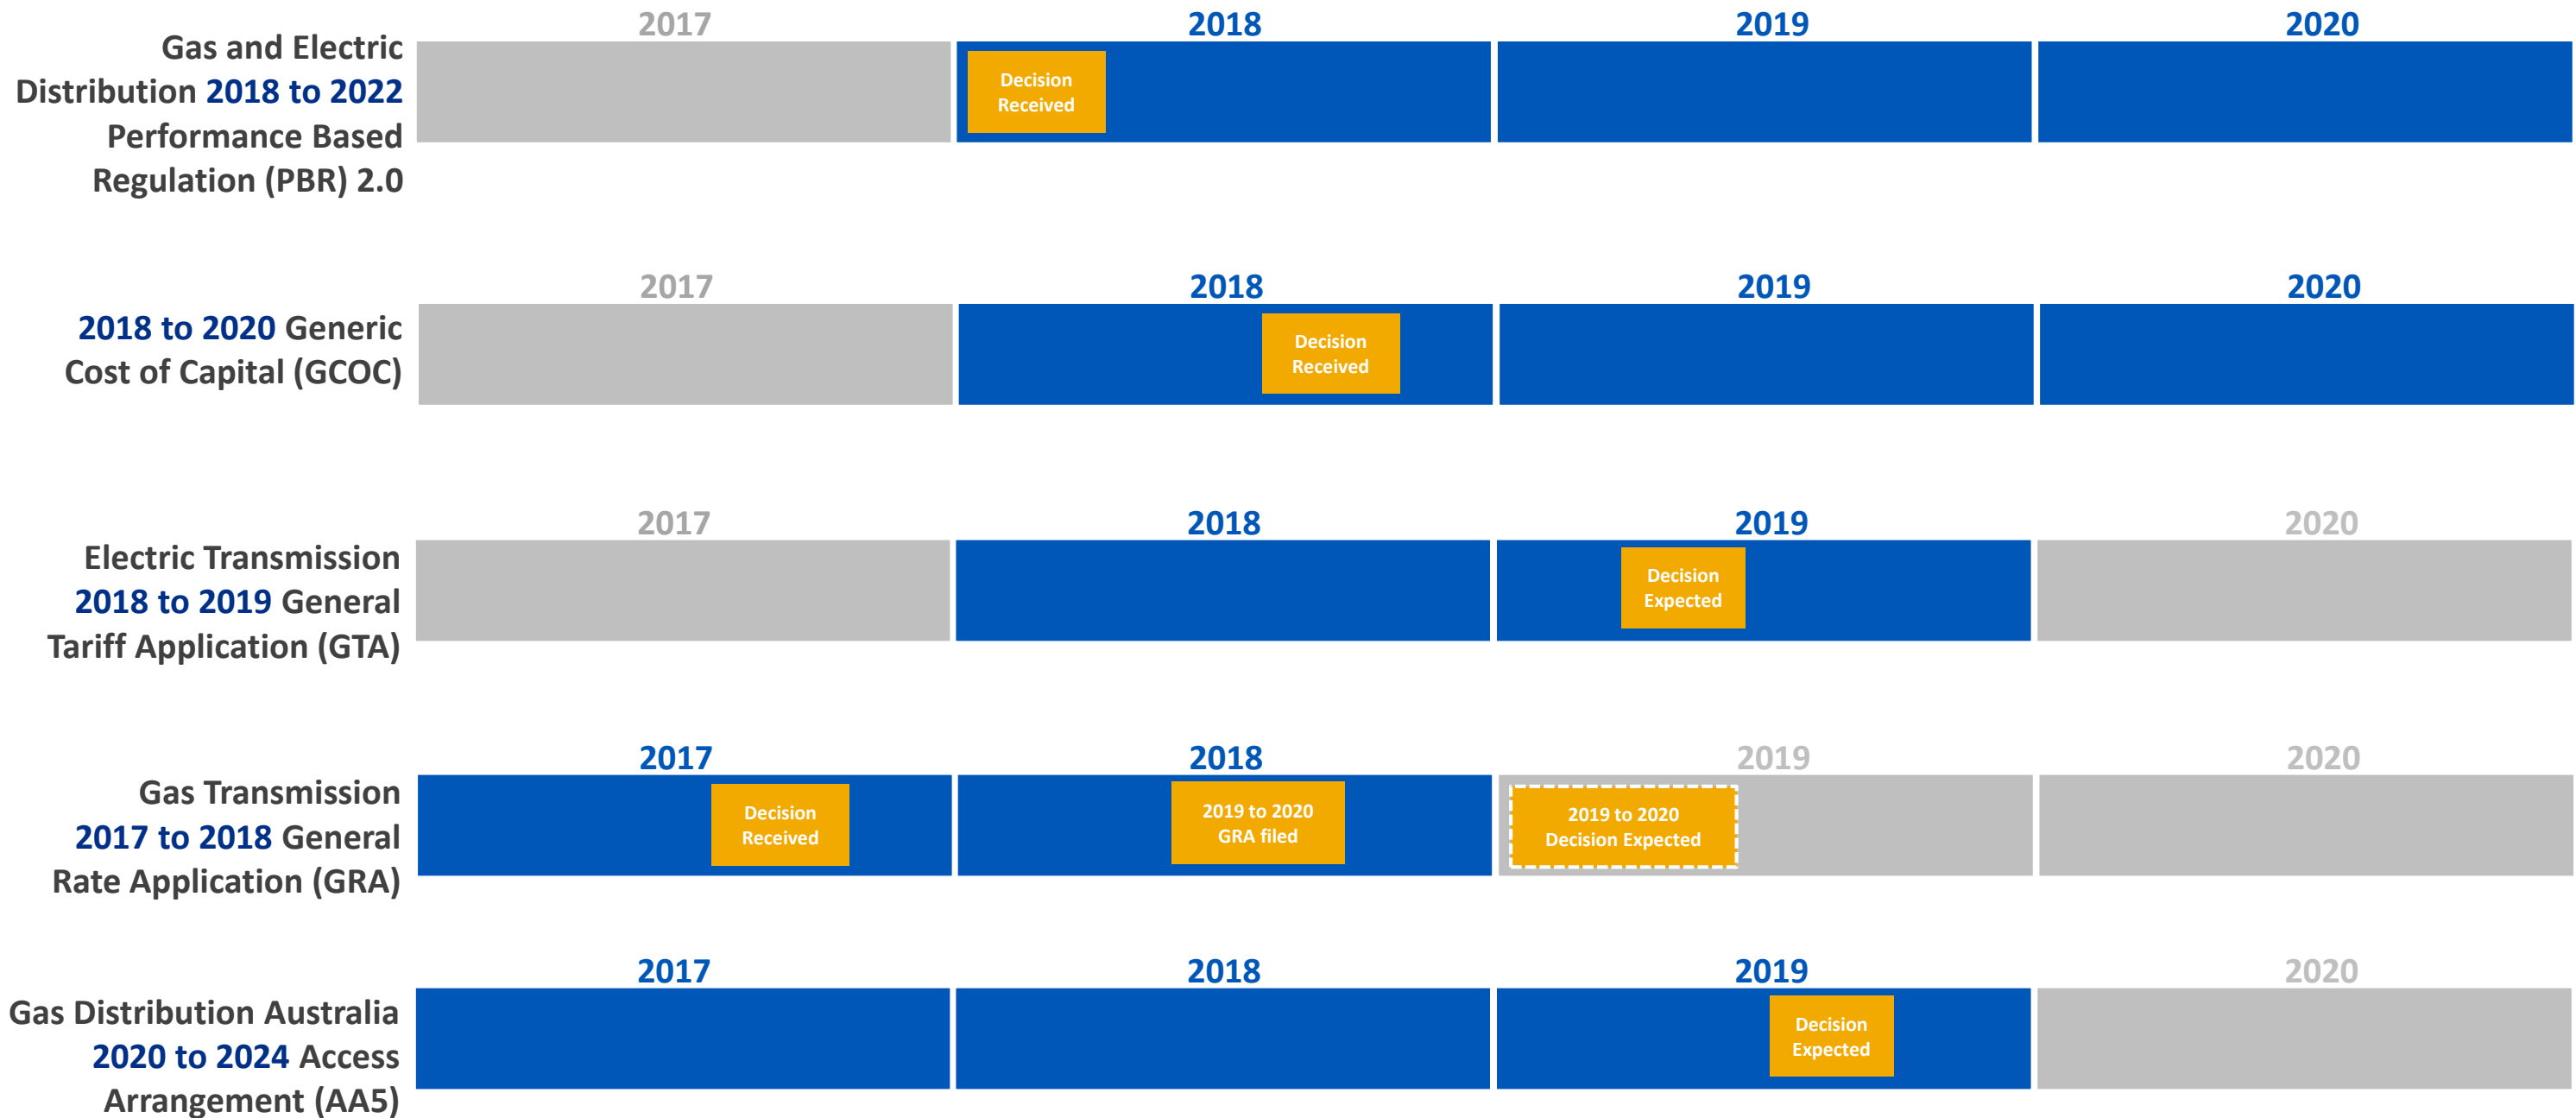 2017 2018 2019 2020
Gas and Electric
Distribution 2018 to 2022
Performance Based
Regulation (PBR) 2.0
Decision
Received
2017 2018 2019 2020
2018 to 2020 Generic
Cost of Capital (GCOC)
Decision
Received
2017 2018 2019 2020
Electric Transmission
2018 to 2019 General
Tariff Application (GTA)
Decision
Expected
2017 2018 2019 2020
Gas Transmission
2017 to 2018 General
Rate Application (GRA)
Decision
Received
2019 to 2020
GRA filed
2019 to 2020
Decision Expected
2017 2018 2019 2020
Gas Distribution Australia
2020 to 2024 Access
Arrangement (AA5)
Decision
Expected